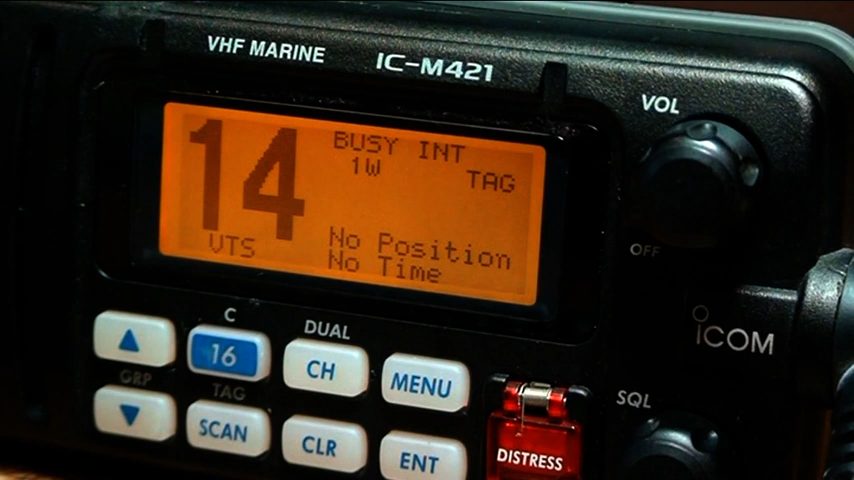 VHF MARINE IC-M421
VOL
14 BUSY INT
1W TAG
VTS No Position
No Time
OFF
ICOM
C
16
DUAL
CH
MENU
GRP
TAG
SCAN
CLR
ENT
SQL
DISTRESS